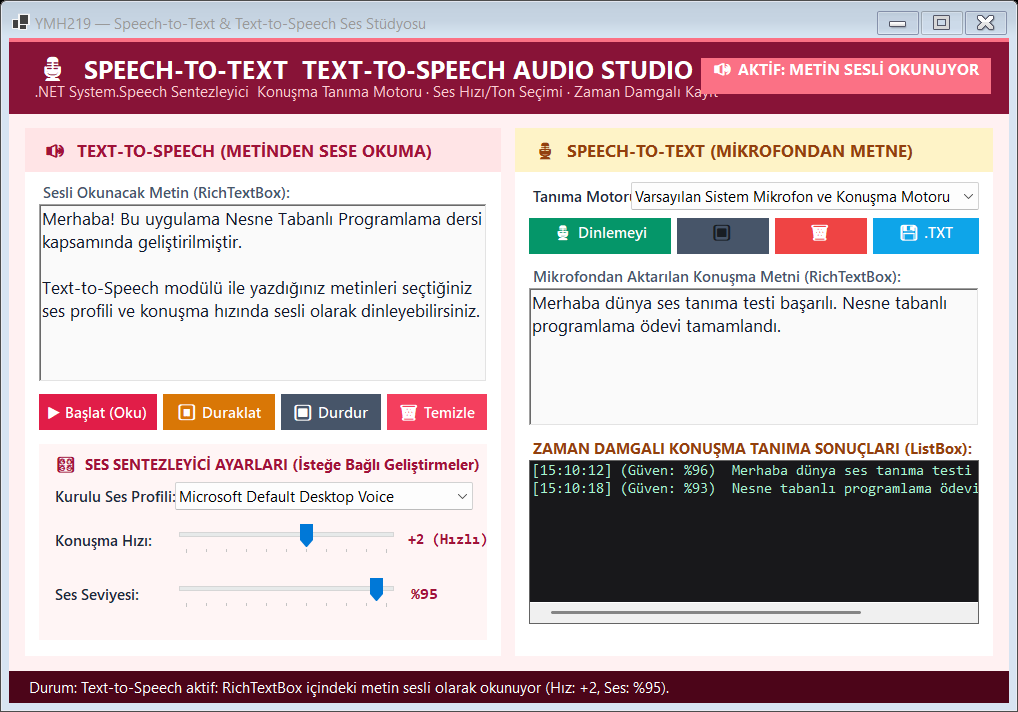 YMH219 — Speech-to-Text & Text-to-Speech Ses Stüdyosu
SPEECH-TO-TEXT TEXT-TO-SPEECH AUDIO STUDIO
AKTİF: METİN SESLİ OKUNUYOR
.NET System.Speech Sentezleyici Konuşma Tanıma Motoru · Ses Hızı/Ton Seçimi · Zaman Damgalı Kayıt
TEXT-TO-SPEECH (METİNDEN SESE OKUMA)
Sesli Okunacak Metin (RichTextBox):
Merhaba! Bu uygulama Nesne Tabanlı Programlama dersi
kapsamında geliştirilmiştir.
Text-to-Speech modülü ile yazdığınız metinleri seçtiğiniz
ses profili ve konuşma hızında sesli olarak dinleyebilirsiniz.
Başlat (Oku)
Duraklat
Durdur
Temizle
SES SENTEZLEYİCİ AYARLARI (İsteğe Bağlı Geliştirmeler)
Kurulu Ses Profili: Microsoft Default Desktop Voice
Konuşma Hızı: +2 (Hızlı)
Ses Seviyesi: %95
SPEECH-TO-TEXT (MİKROFONDAN METNE)
Tanıma Motoru Varsayılan Sistem Mikrofon ve Konuşma Motoru
Dinlemeyi
.TXT
Mikrofondan Aktarılan Konuşma Metni (RichTextBox):
Merhaba dünya ses tanıma testi başarılı. Nesne tabanlı
programlama ödevi tamamlandı.
ZAMAN DAMGALI KONUŞMA TANIMA SONUÇLARI (ListBox):
[15:10:12] (Güven: %96) Merhaba dünya ses tanıma testi
[15:10:18] (Güven: %93) Nesne tabanlı programlama ödevi
Durum: Text-to-Speech aktif: RichTextBox içindeki metin sesli olarak okunuyor (Hız: +2, Ses: %95).